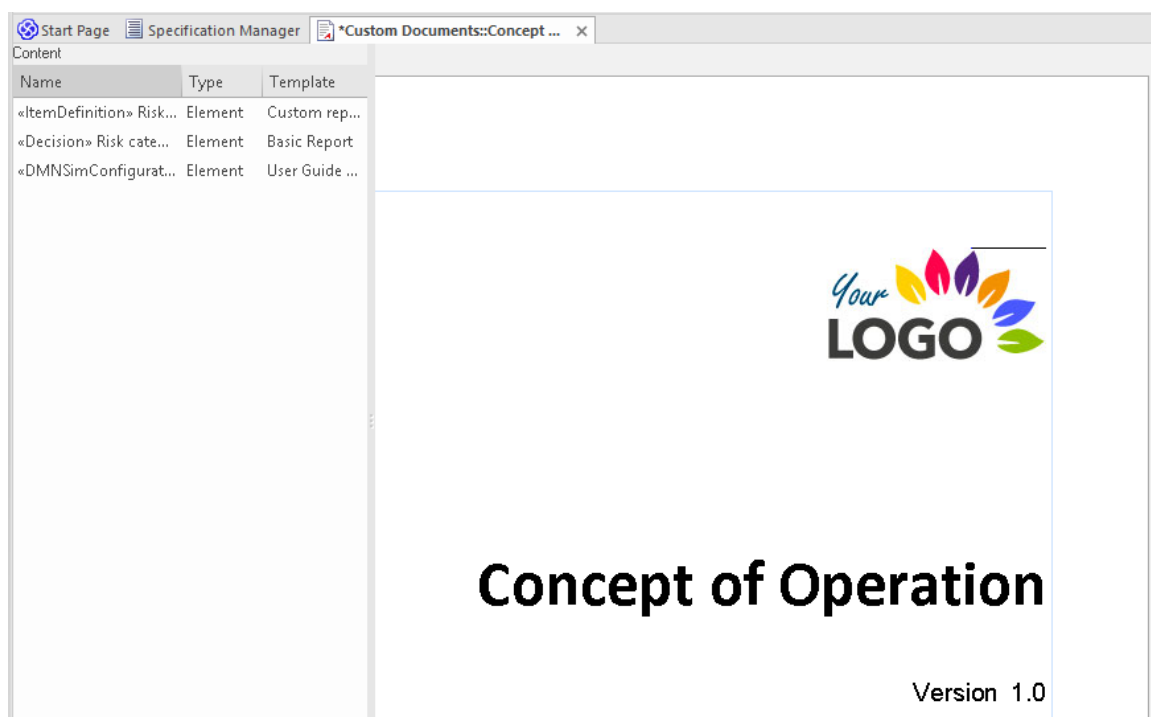 Start Page Specification Manager *Custom Documents::Concept ...
Content
Name Type Template
«ItemDefinition» Risk... Element Custom rep...
«Decision» Risk cate... Element Basic Report
«DMNSimConfigurat... Element User Guide ...
Your
LOGO
Concept of Operation
Version 1.0